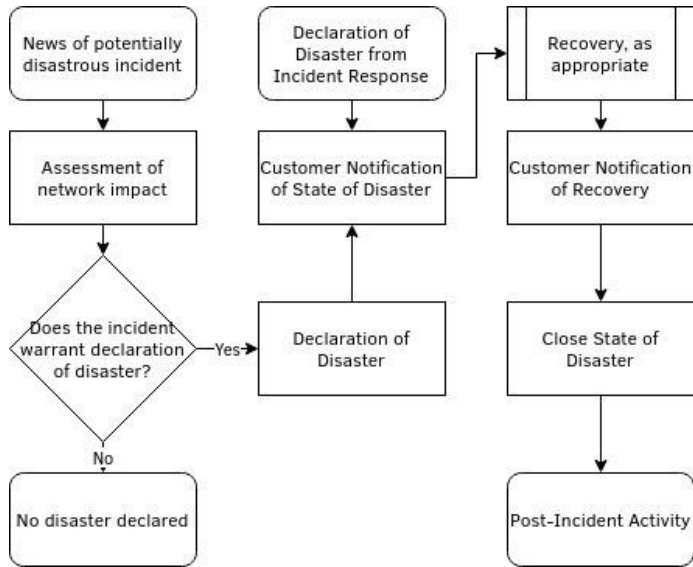 News of potentially
disastrous incident
Assessment of
network impact
Does the incident
warrant declaration
of disaster?
Yes
No
No disaster declared
Declaration of
Disaster from
Incident Response
Customer Notification
of State of Disaster
Declaration of
Disaster
Recovery, as
appropriate
Customer Notification
of Recovery
Close State of
Disaster
Post-Incident Activity